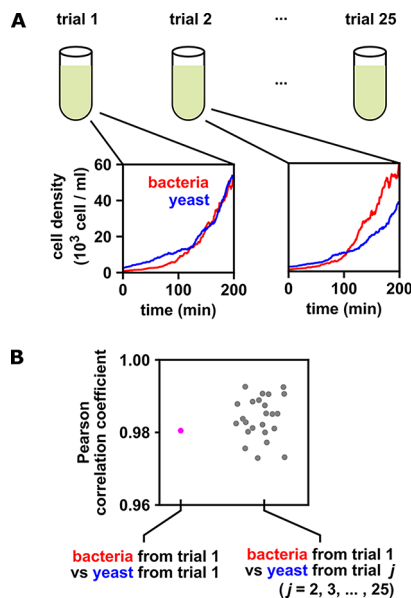 A
trial 1 trial 2 ... trial 25
...
60
40
20
0
cell density
(10³ cell / ml)
bacteria
yeast
0 100 200
time (min)
0 100 200
time (min)
B
1.00
0.98
0.96
Pearson
correlation coefficient
bacteria from trial 1
vs yeast from trial 1
bacteria from trial 1
vs yeast from trial j
(j = 2, 3, ... , 25)